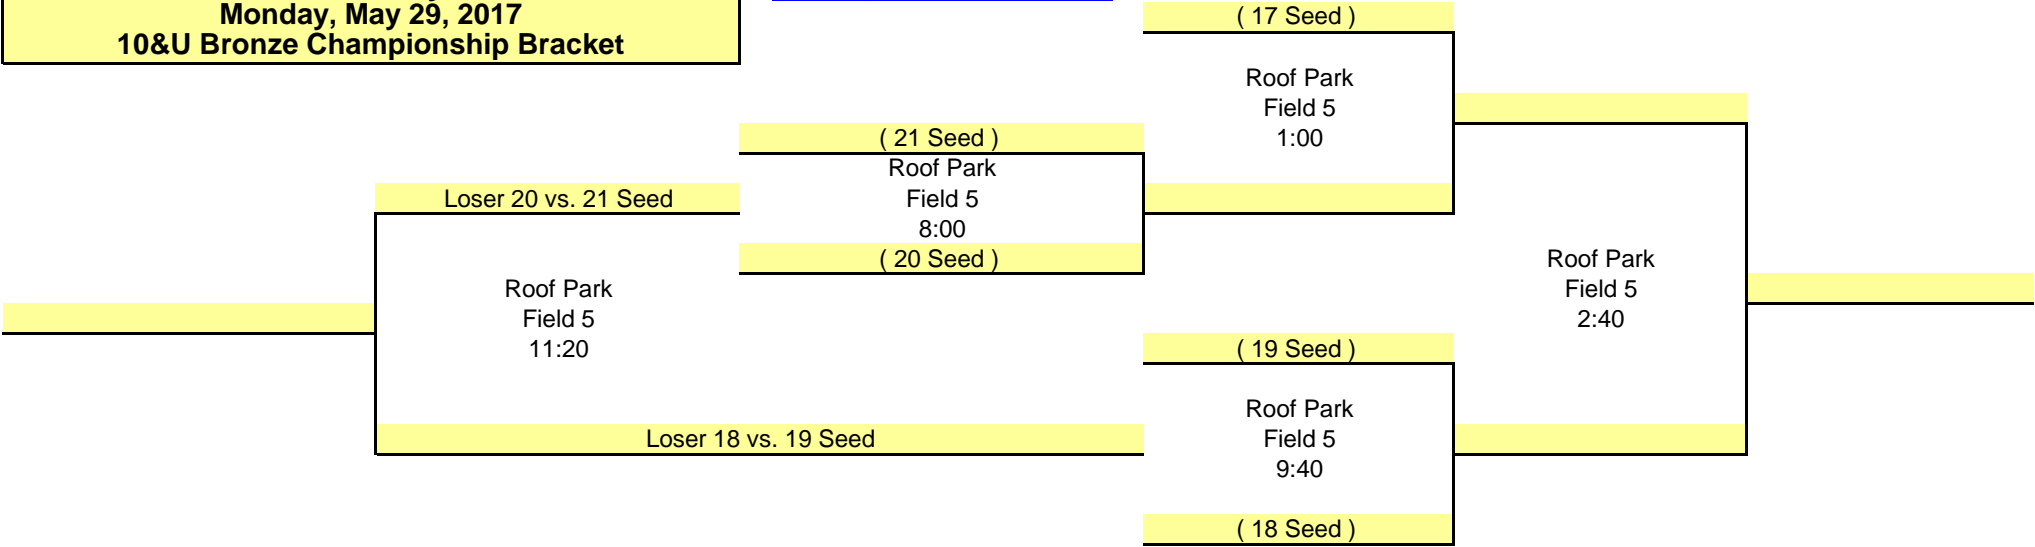 Monday, May 29, 2017
10&U Bronze Championship Bracket
( 17 Seed )
Roof Park
Field 5
1:00
( 21 Seed )
Roof Park
Field 5
8:00
( 20 Seed )
Loser 20 vs. 21 Seed
Roof Park
Field 5
11:20
Loser 18 vs. 19 Seed
( 19 Seed )
Roof Park
Field 5
9:40
( 18 Seed )
Roof Park
Field 5
2:40